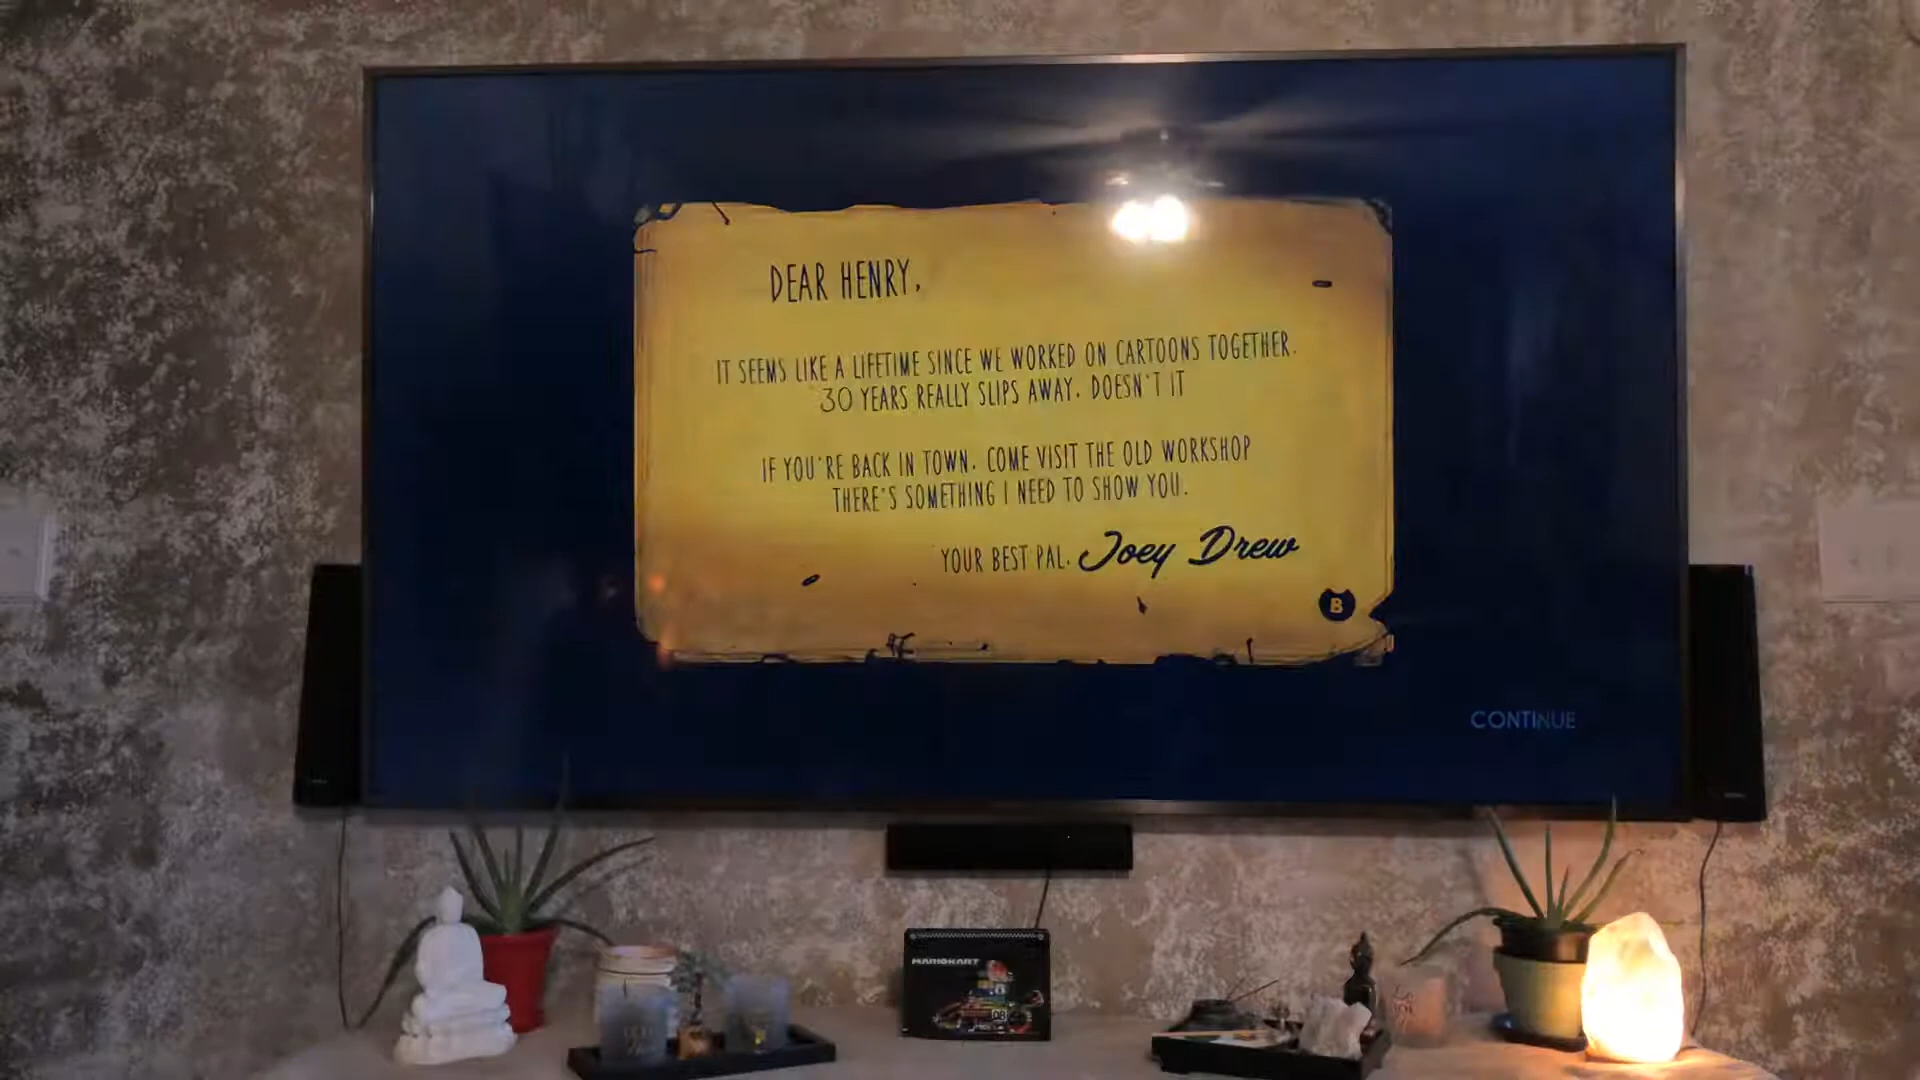 DEAR HENRY,
IT SEEMS LIKE A LIFETIME SINCE WE WORKED ON CARTOONS TOGETHER.
30 YEARS REALLY SLIPS AWAY, DOESN'T IT
IF YOU'RE BACK IN TOWN, COME VISIT THE OLD WORKSHOP
THERE'S SOMETHING I NEED TO SHOW YOU.
YOUR BEST PAL, Joey Drew
B
CONTINUE
MARIOKART